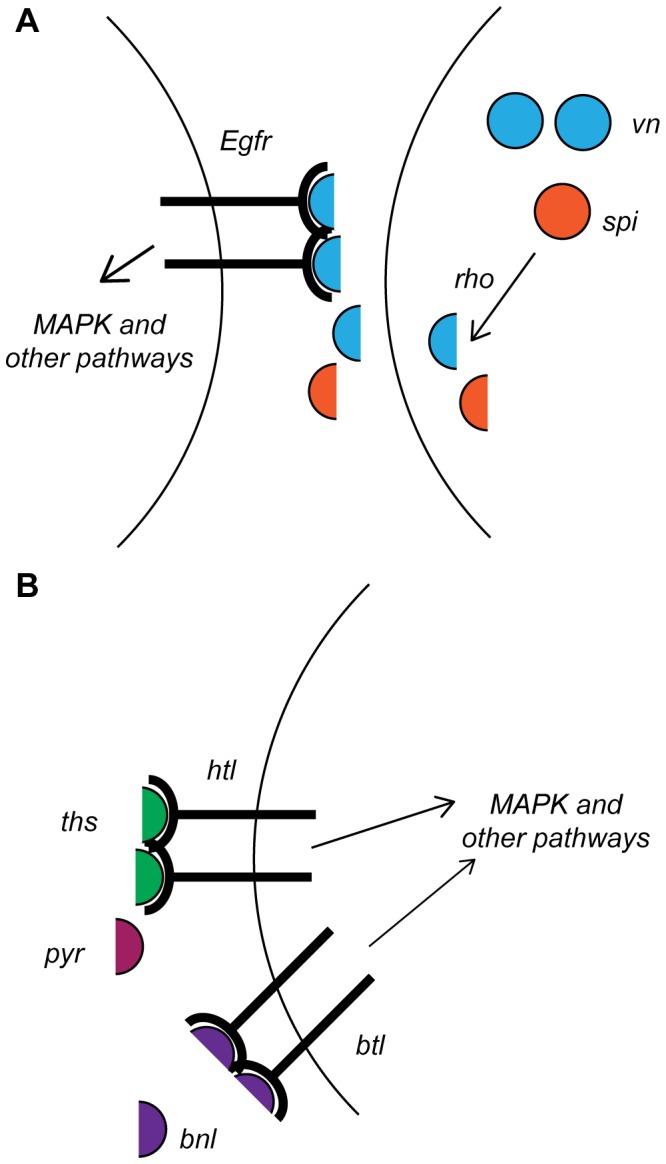 A
Egfr
vn
spi
rho
MAPK and
other pathways
B
htl
ths
MAPK and
other pathways
pyr
btl
bnl